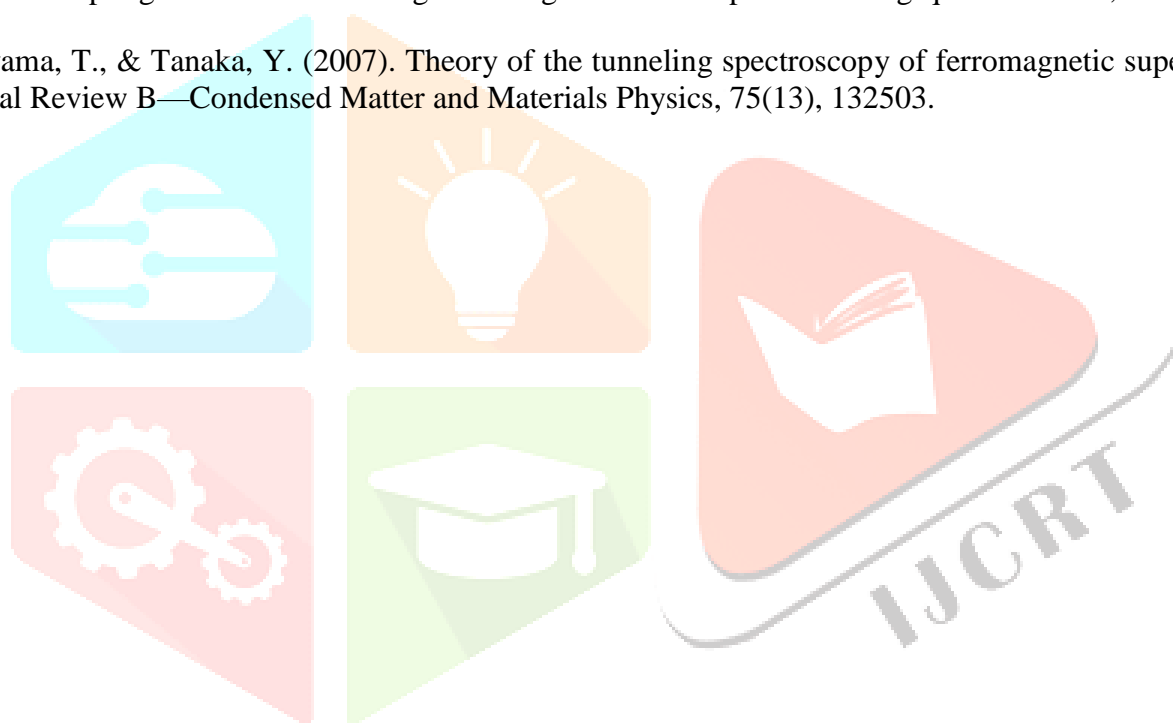 ama, T., & Tanaka, Y. (2007). Theory of the tunneling spectroscopy of ferromagnetic supe
al Review B—Condensed Matter and Materials Physics, 75(13), 132503.
IJCRT